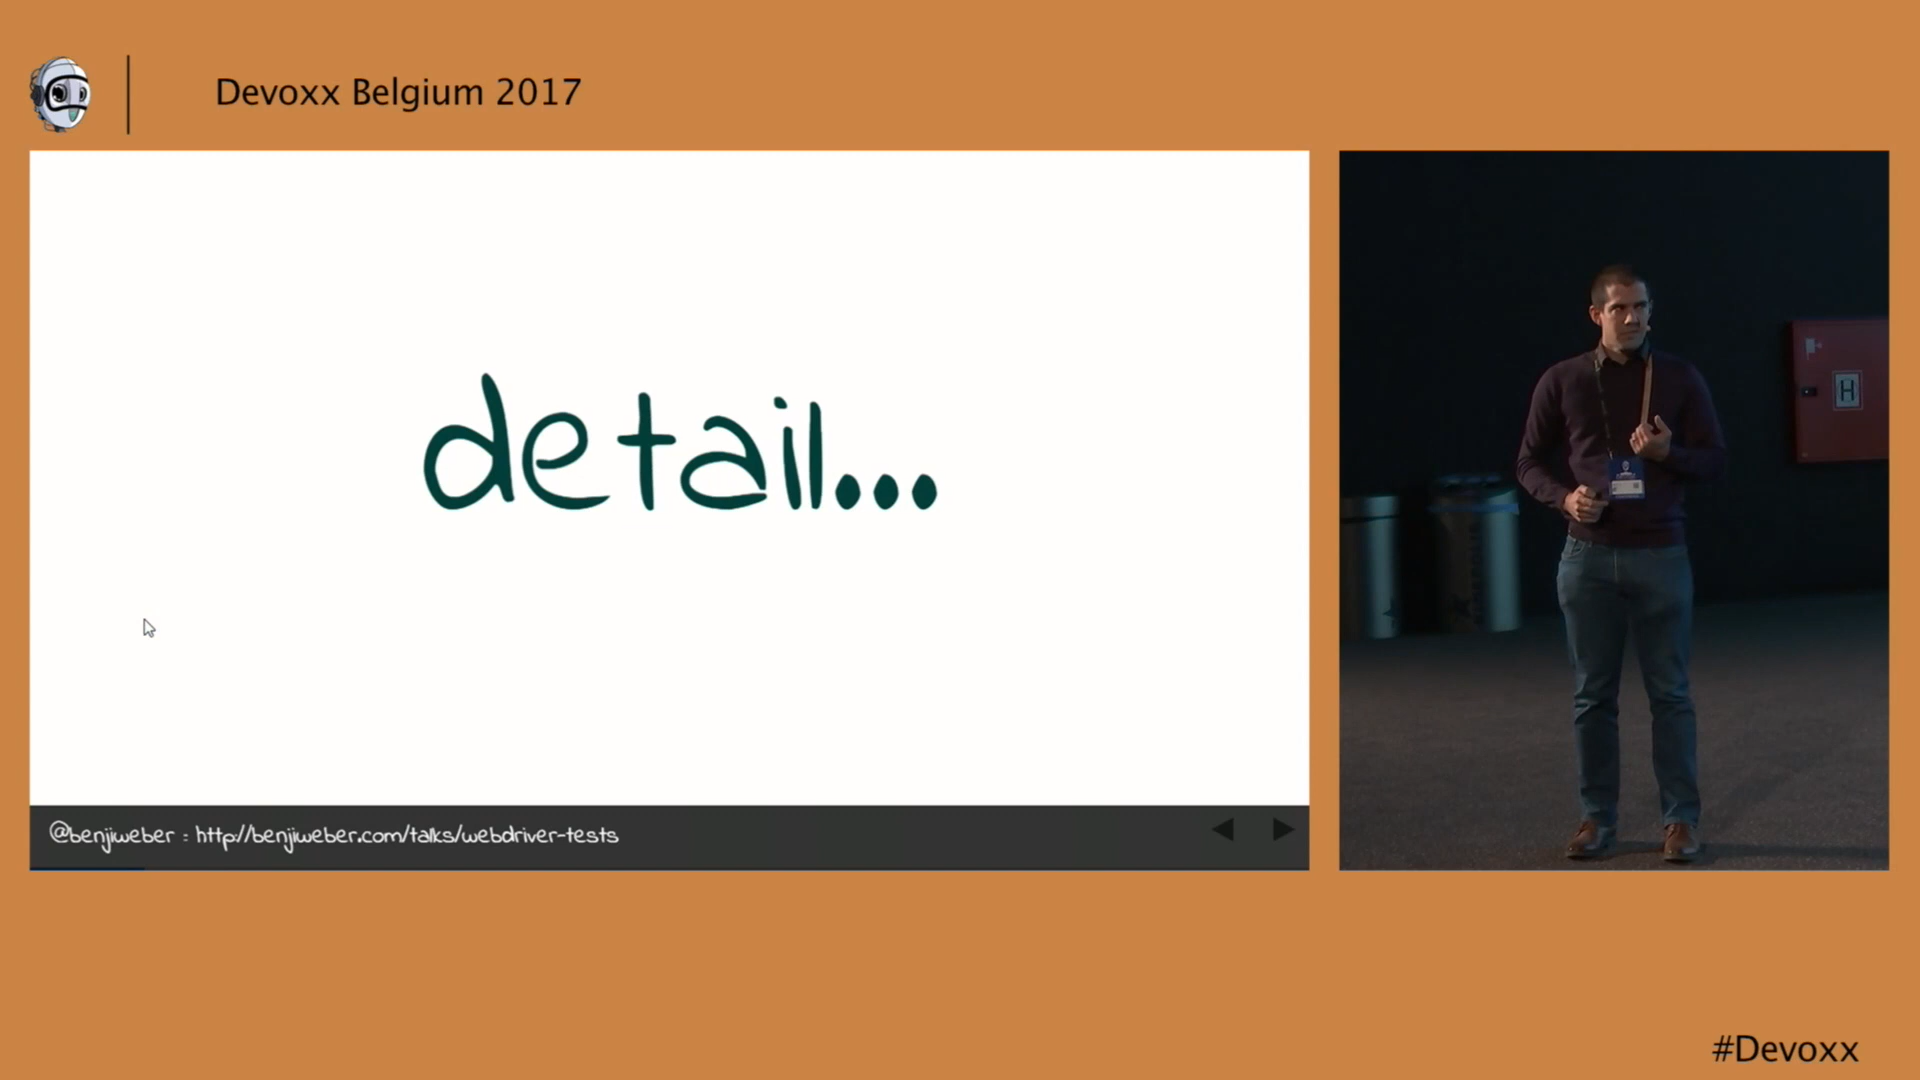 Devoxx Belgium 2017
detail...
H
@benjiweber : http://benjiweber.com/talks/webdriver-tests
#Devoxx